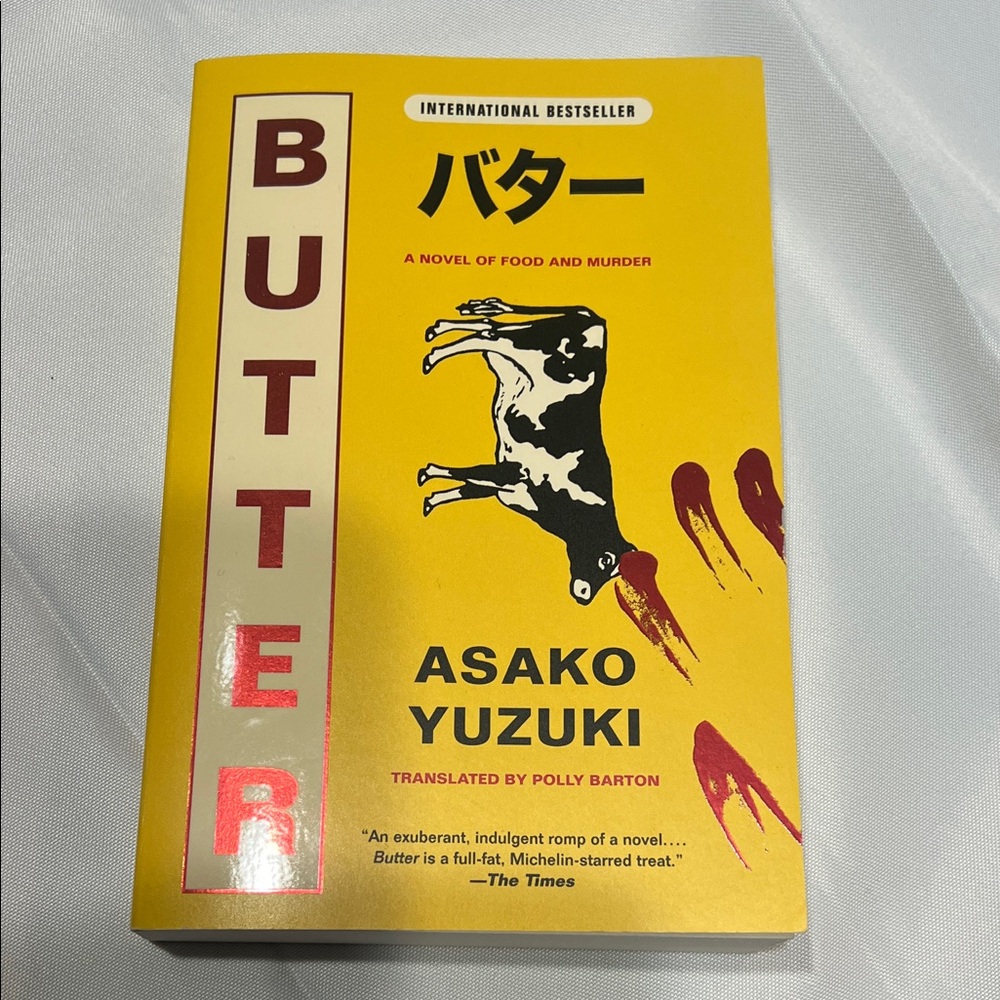 BUTTER
INTERNATIONAL BESTSELLER
バター
A NOVEL OF FOOD AND MURDER
ASAKO
YUZUKI
TRANSLATED BY POLLY BARTON
“An exuberant, indulgent romp of a novel....
Butter is a full-fat, Michelin-starred treat.”
—The Times